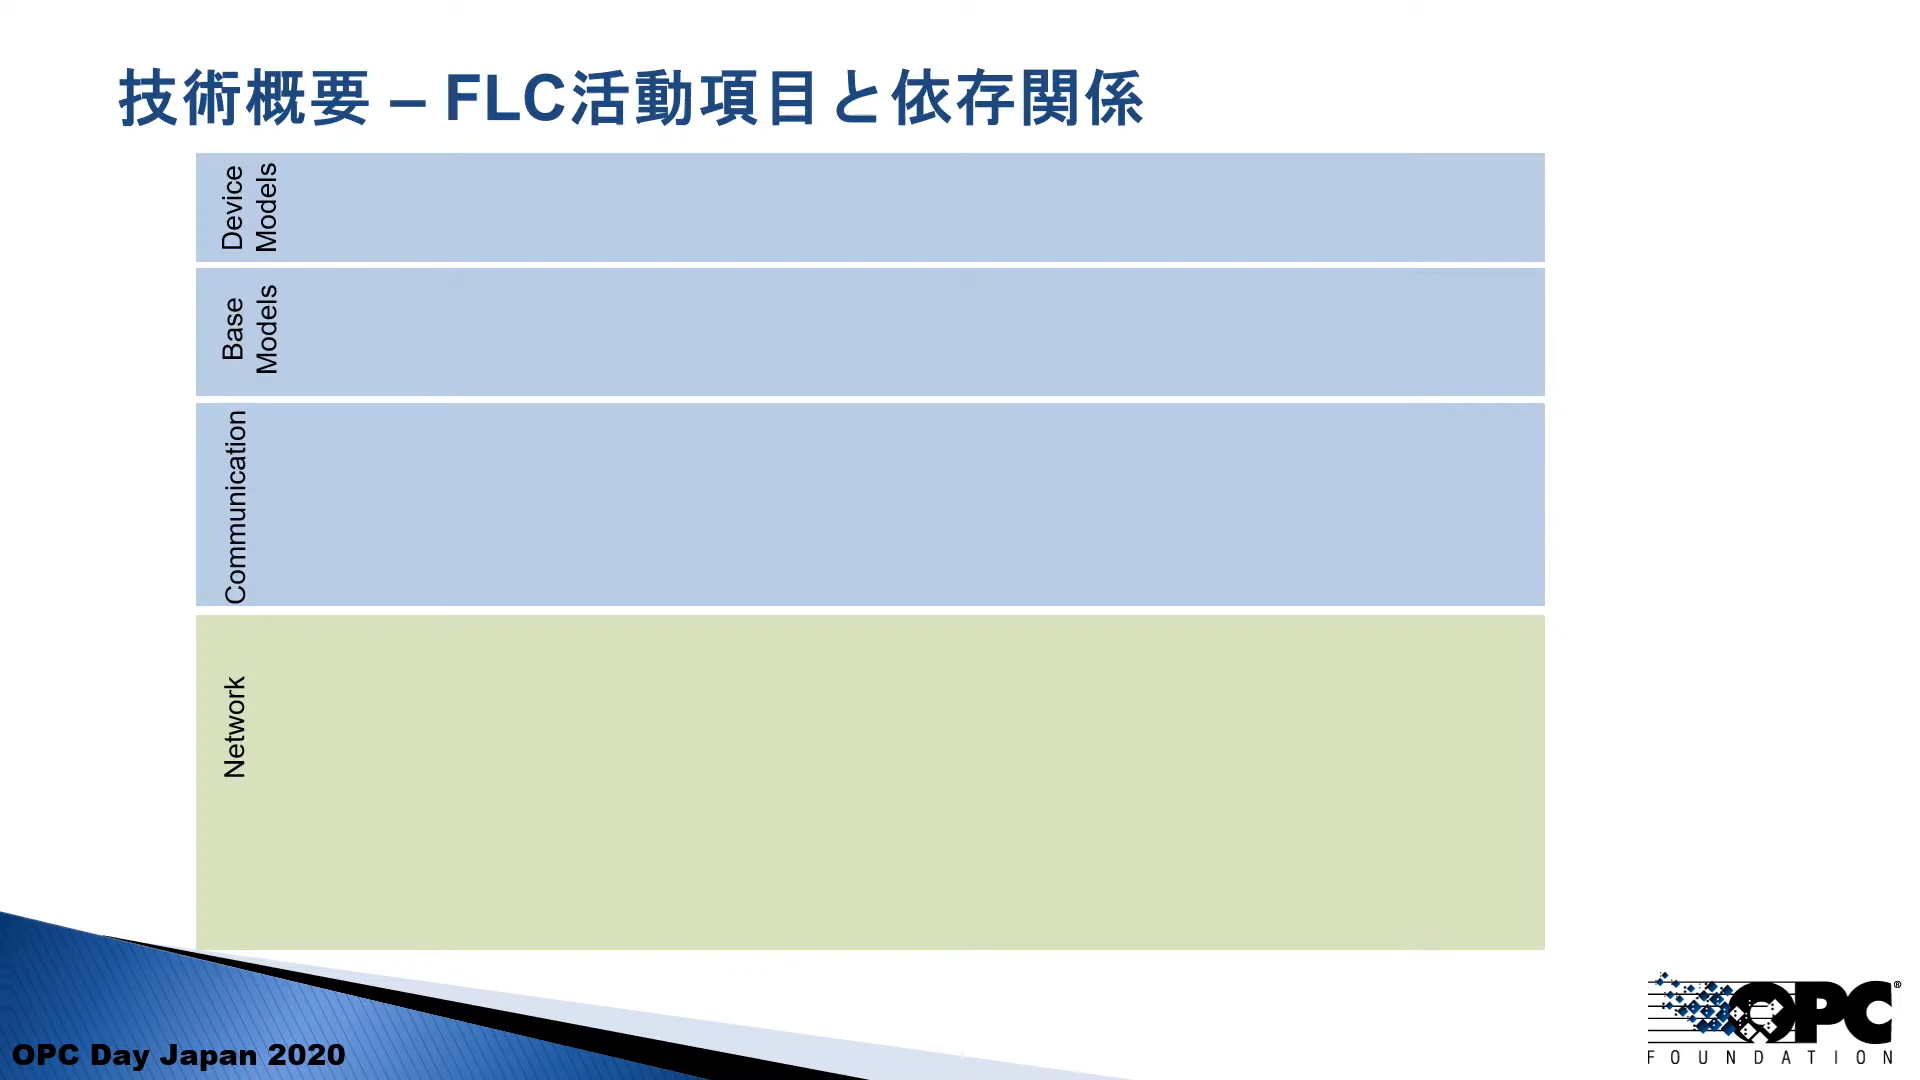 技術概要 – FLC活動項目と依存関係
Device
Models
Base
Models
Communication
Network
OPC Day Japan 2020
OPC®
FOUNDATION